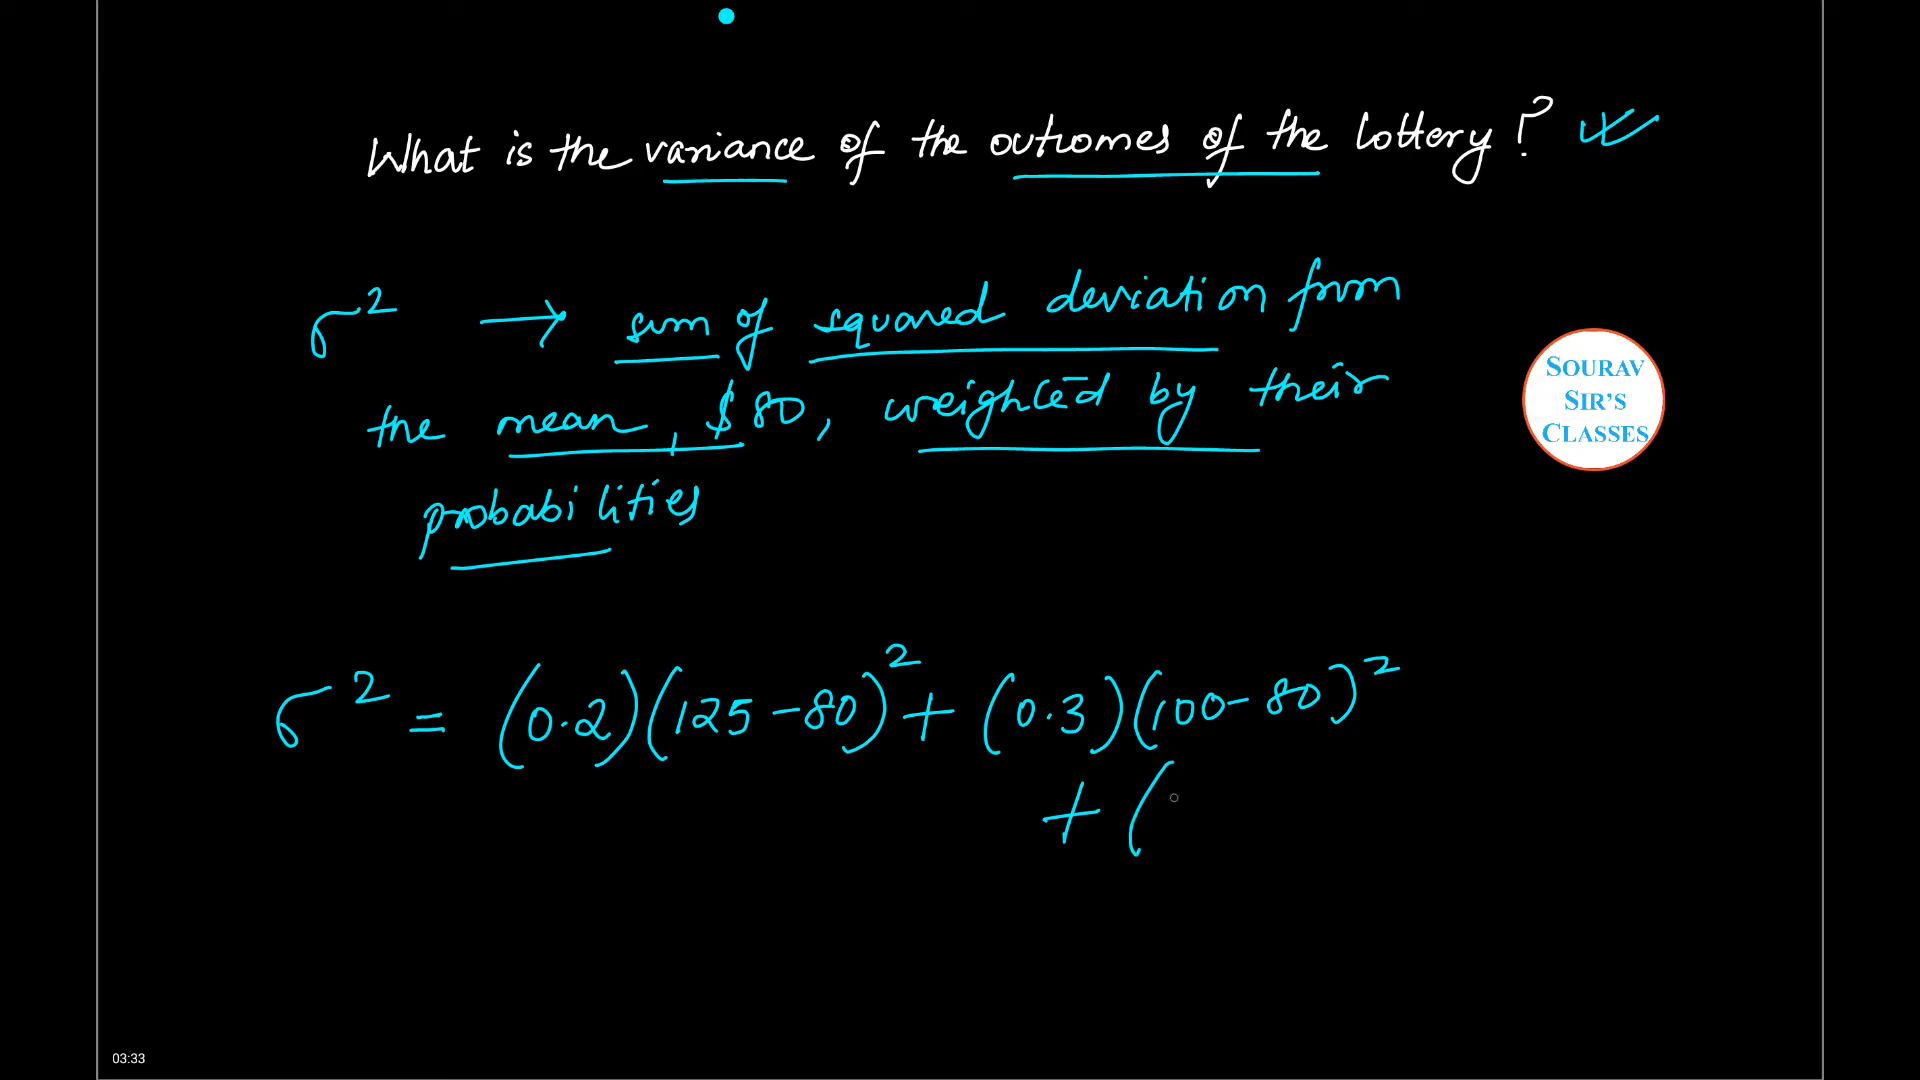 What is the variance of the outcomes of the lottery?
σ² → sum of squared deviation from
the mean, $80, weighted by their
probabilities
SOURAV
SIR'S
CLASSES
σ² = (0.2)(125-80)² + (0.3)(100-80)²
+ (
03:33